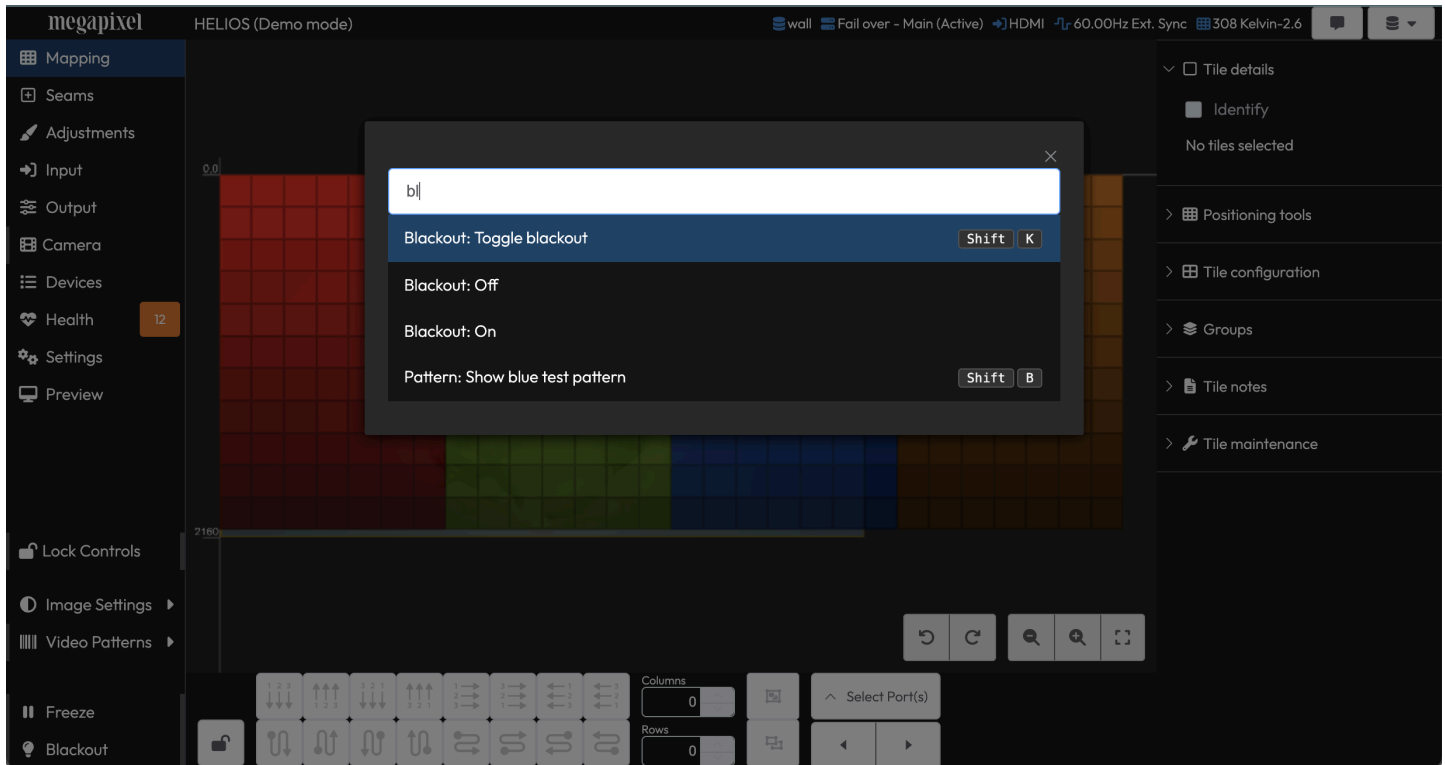 megapixel
HELIOS (Demo mode)
wall Fail over - Main (Active) HDMI 60.00Hz Ext. Sync 308 Kelvin-2.6
Mapping
Seams
Adjustments
Input
Output
Camera
Devices
Health 12
Settings
Preview
Lock Controls
Image Settings
Video Patterns
Freeze
Blackout
0,0
2160
bl
Blackout: Toggle blackout Shift K
Blackout: Off
Blackout: On
Pattern: Show blue test pattern Shift B
Tile details
Identify
No tiles selected
Positioning tools
Tile configuration
Groups
Tile notes
Tile maintenance
Columns
0
Rows
0
Select Port(s)